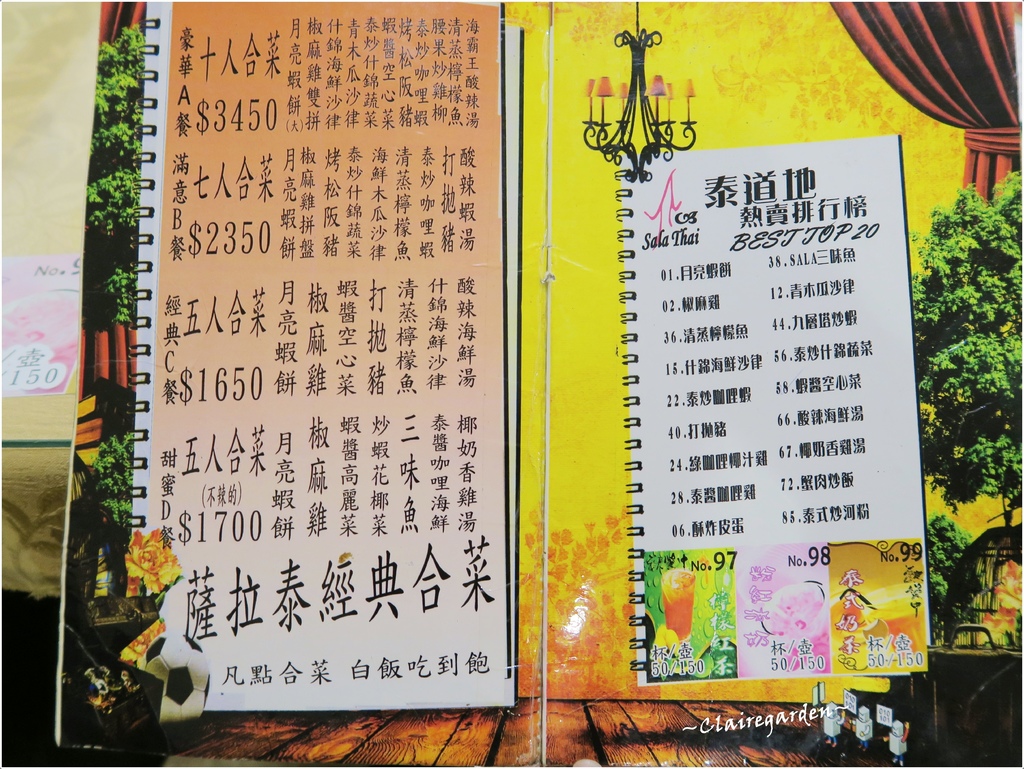 豪華A餐
十人合菜
$3450
月亮蝦餅(大)
椒麻雞雙拼
什錦海鮮沙律
青木瓜沙律
泰炒什錦蔬菜
蝦醬空心菜
烤松阪豬
泰炒咖哩蝦
腰果炒雞柳
清蒸檸檬魚
海霸王酸辣湯
滿意B餐
七人合菜
$2350
月亮蝦餅
椒麻雞拼盤
烤松阪豬
泰炒什錦蔬菜
海鮮木瓜沙律
清蒸檸檬魚
泰炒咖哩蝦
打拋豬
酸辣蝦湯
經典C餐
五人合菜
$1650
月亮蝦餅
椒麻雞
蝦醬空心菜
打拋豬
清蒸檸檬魚
什錦海鮮沙律
酸辣海鮮湯
甜蜜D餐
五人合菜
(不辣的)
$1700
月亮蝦餅
椒麻雞
蝦醬高麗菜
炒蝦花椰菜
三味魚
泰醬咖哩海鮮
椰奶香雞湯
薩拉泰經典合菜
凡點合菜 白飯吃到飽
Sala Thai
泰道地
熱賣排行榜
BEST TOP 20
01.月亮蝦餅
02.椒麻雞
36.清蒸檸檬魚
15.什錦海鮮沙律
22.泰炒咖哩蝦
40.打拋豬
24.綠咖哩椰汁雞
28.泰醬咖哩雞
06.酥炸皮蛋
38.SALA三味魚
12.青木瓜沙律
44.九層塔炒蝦
56.泰炒什錦蔬菜
58.蝦醬空心菜
66.酸辣海鮮湯
67.椰奶香雞湯
72.蟹肉炒飯
85.泰式炒河粉
No.97
檸檬紅茶
杯/壺
50/150
No.98
粉紅冰奶
杯/壺
50/150
No.99
泰式奶茶
杯/壺
50/150
No.9
/壺
/150
~Clairegarden~